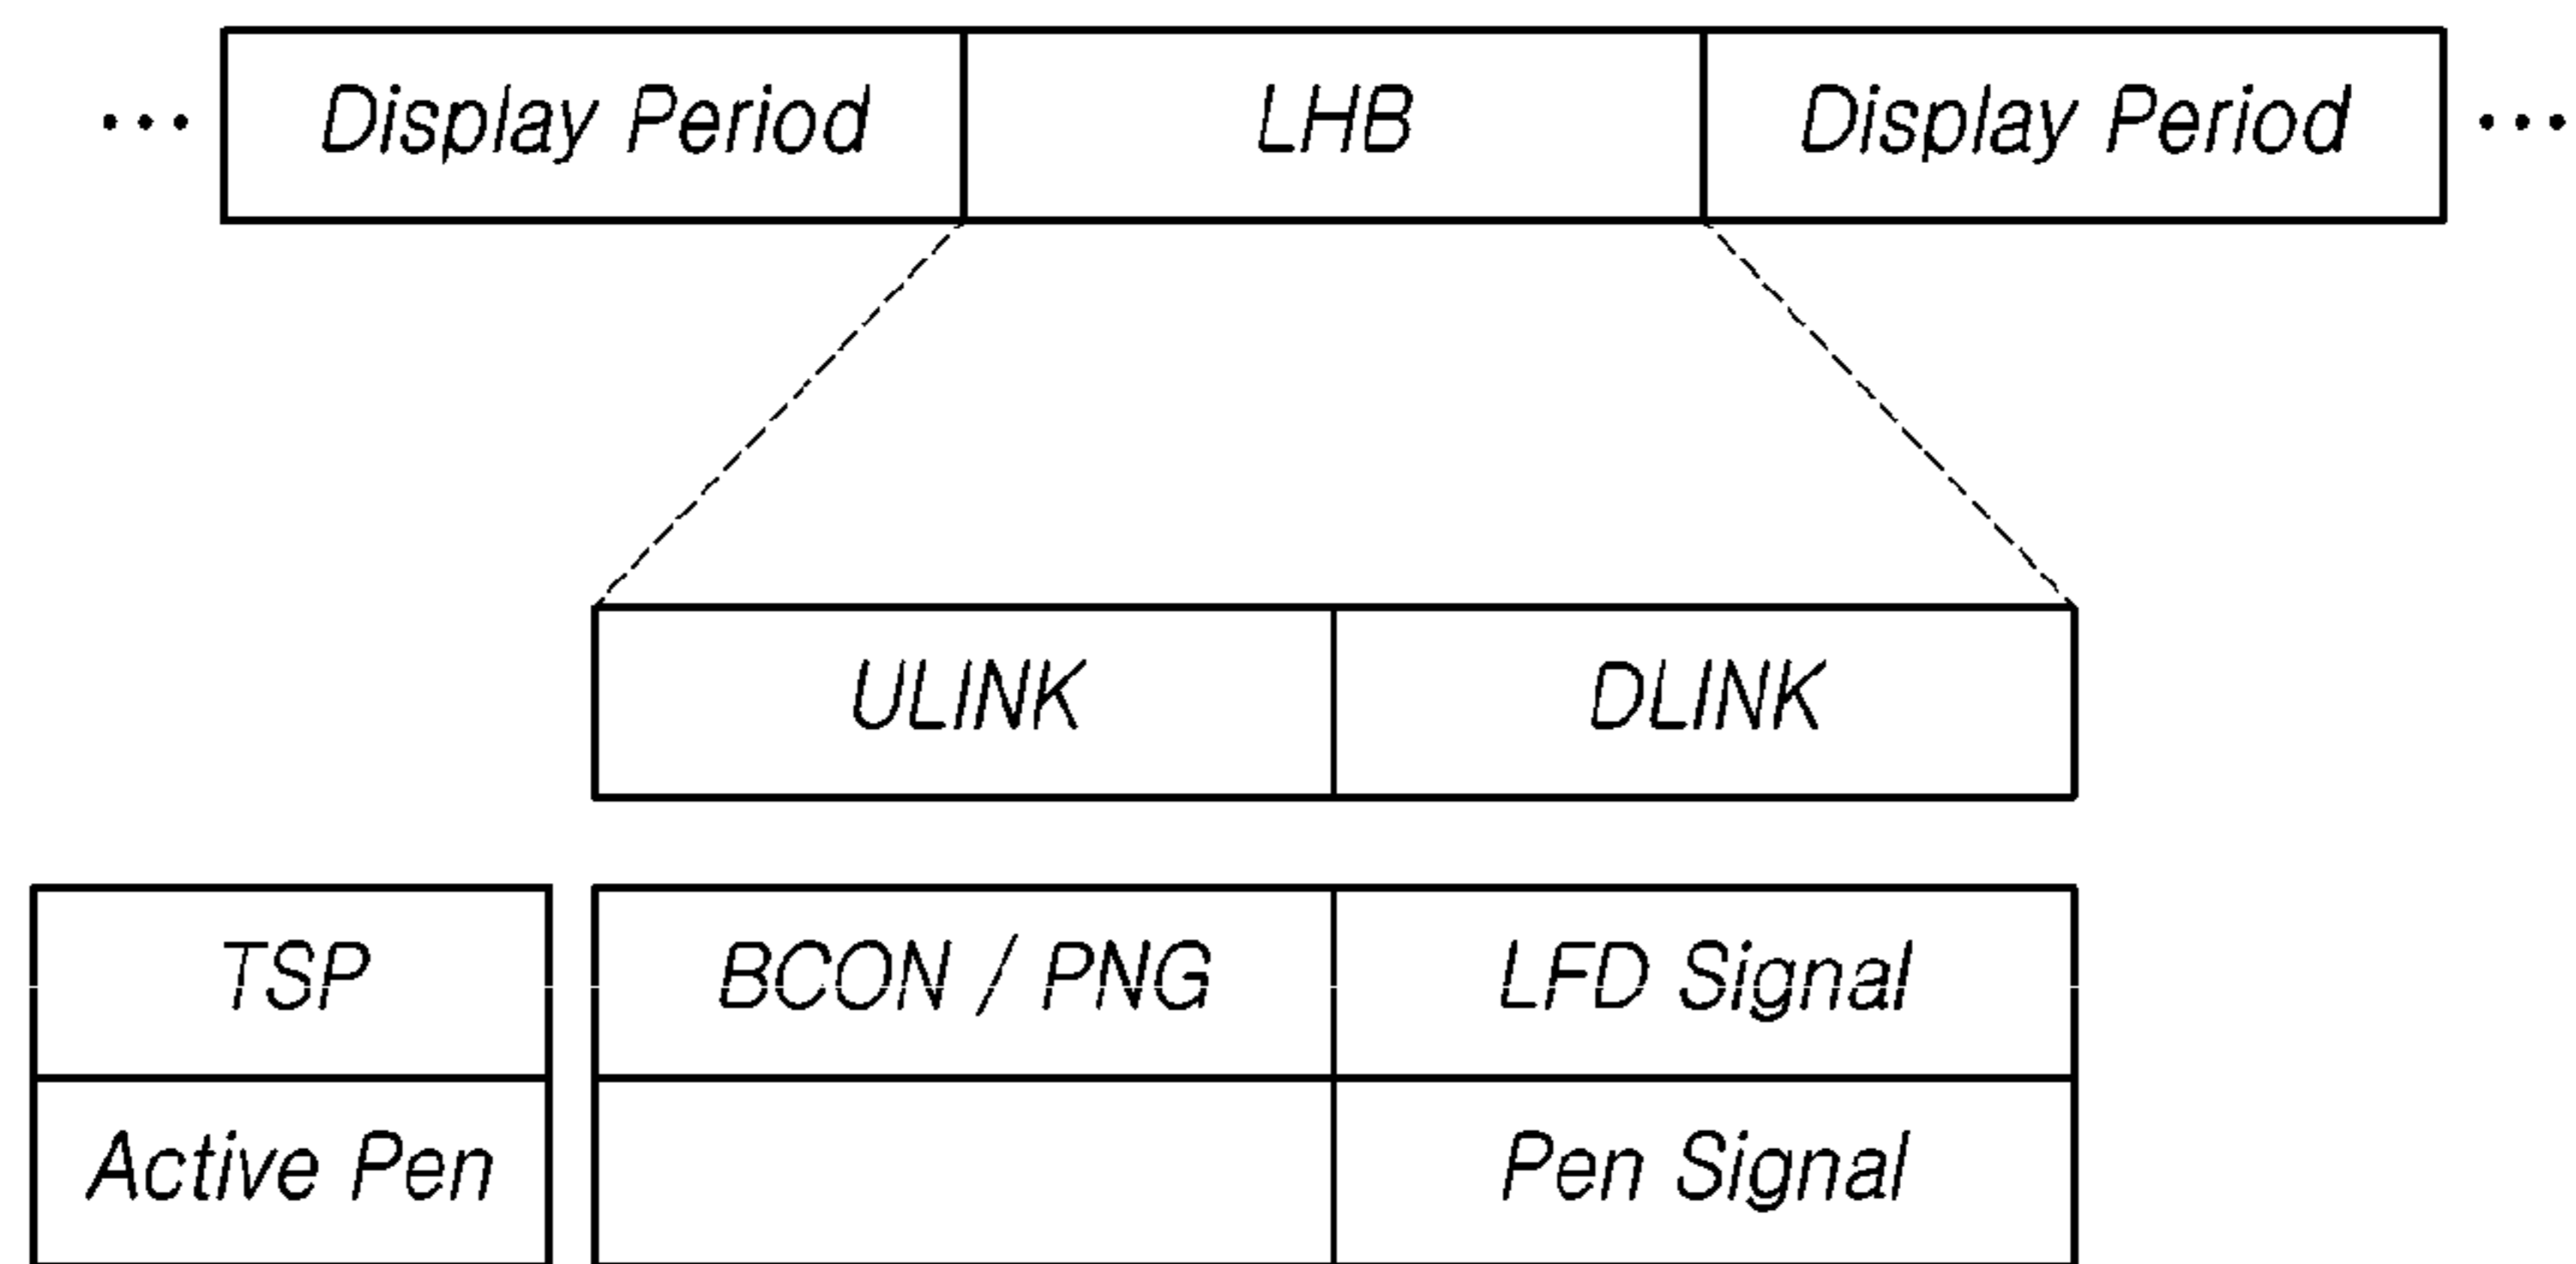 ... Display Period LHB Display Period ...
ULINK DLINK
TSP BCON / PNG LFD Signal
Active Pen Pen Signal